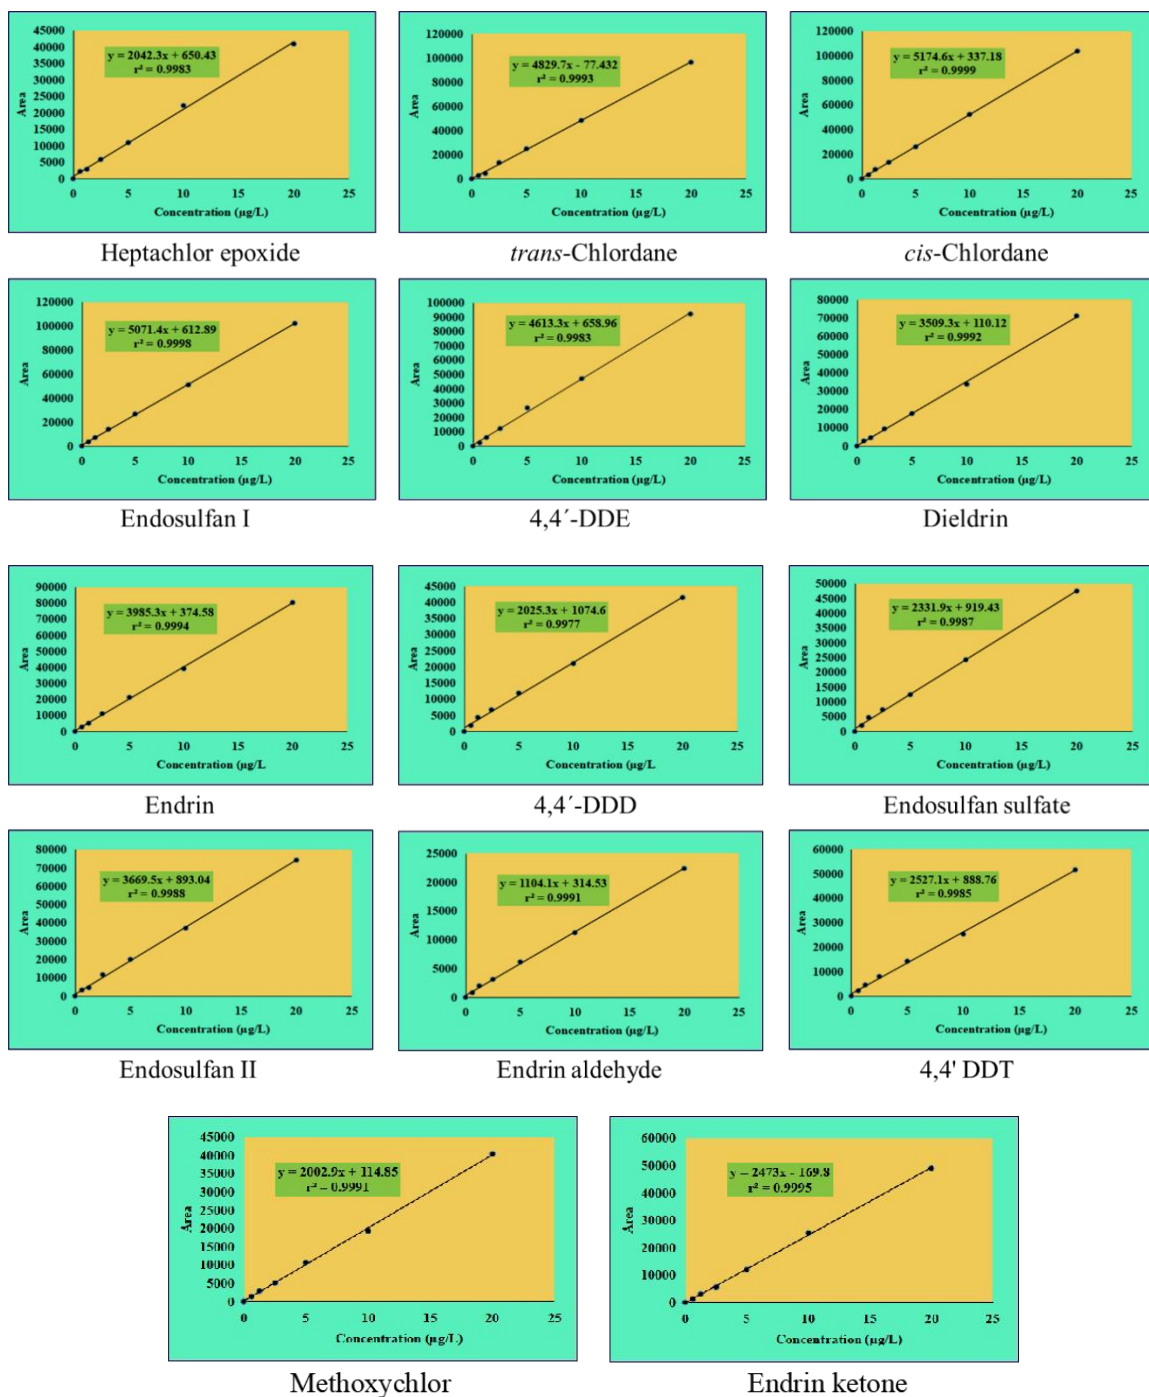 45000
40000
35000
30000
25000
20000
15000
10000
5000
0
Area
y = 2042.3x + 650.43
r² = 0.9983
0 5 10 15 20 25
Concentration (µg/L)
Heptachlor epoxide
120000
100000
80000
60000
40000
20000
0
Area
y = 4829.7x - 77.432
r² = 0.9993
0 5 10 15 20 25
Concentration (µg/L)
trans-Chlordane
120000
100000
80000
60000
40000
20000
0
Area
y = 5174.6x + 337.18
r² = 0.9999
0 5 10 15 20 25
Concentration (µg/L)
cis-Chlordane
120000
100000
80000
60000
40000
20000
0
Area
y = 5071.4x + 612.89
r² = 0.9998
0 5 10 15 20 25
Concentration (µg/L)
Endosulfan I
100000
90000
80000
70000
60000
50000
40000
30000
20000
10000
0
Area
y = 4613.3x + 658.96
r² = 0.9983
0 5 10 15 20 25
Concentration (µg/L)
4,4´-DDE
80000
70000
60000
50000
40000
30000
20000
10000
0
Area
y = 3509.3x + 110.12
r² = 0.9992
0 5 10 15 20 25
Concentration (µg/L)
Dieldrin
90000
80000
70000
60000
50000
40000
30000
20000
10000
0
Area
y = 3985.3x + 374.58
r² = 0.9994
0 5 10 15 20 25
Concentration (µg/L
Endrin
45000
40000
35000
30000
25000
20000
15000
10000
5000
0
Area
y = 2025.3x + 1074.6
r² = 0.9977
0 5 10 15 20 25
Concentration (µg/L
4,4´-DDD
50000
45000
40000
35000
30000
25000
20000
15000
10000
5000
0
Area
y = 2331.9x + 919.43
r² = 0.9987
0 5 10 15 20 25
Concentration (µg/L)
Endosulfan sulfate
80000
70000
60000
50000
40000
30000
20000
10000
0
Area
y = 3669.5x + 893.04
r² = 0.9988
0 5 10 15 20 25
Concentration (µg/L)
Endosulfan II
25000
20000
15000
10000
5000
0
Area
y = 1104.1x + 314.53
r² = 0.9991
0 5 10 15 20 25
Concentration (µg/L)
Endrin aldehyde
60000
50000
40000
30000
20000
10000
0
Area
y = 2527.1x + 888.76
r² = 0.9985
0 5 10 15 20 25
Concentration (µg/L)
4,4' DDT
45000
40000
35000
30000
25000
20000
15000
10000
5000
0
Area
y = 2002.9x + 114.85
r² = 0.9991
0 5 10 15 20 25
Concentration (µg/L)
Methoxychlor
60000
50000
40000
30000
20000
10000
0
Area
y = 2473x - 169.8
r² = 0.9995
0 5 10 15 20 25
Concentration (µg/L)
Endrin ketone